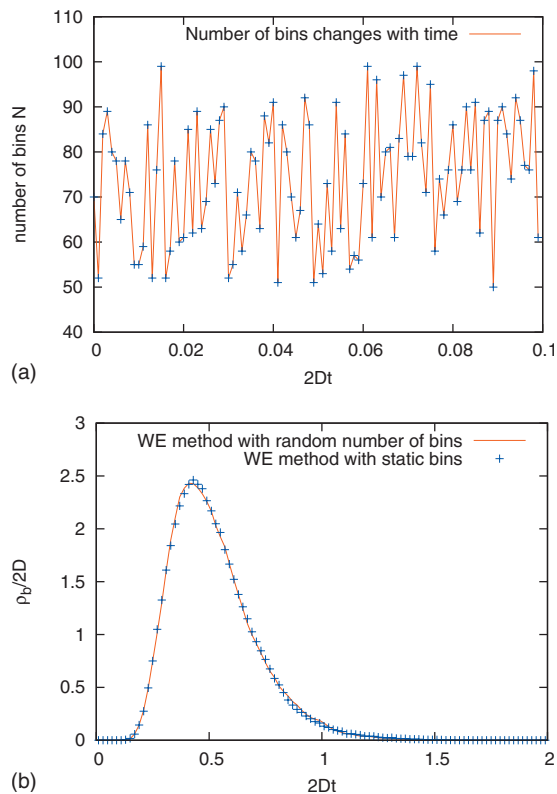 Number of bins changes with time
number of bins N
110
100
90
80
70
60
50
40
0 0.02 0.04 0.06 0.08 0.1
2Dt
(a)
WE method with random number of bins
WE method with static bins
ρb/2D
3
2.5
2
1.5
1
0.5
0
0 0.5 1 1.5 2
2Dt
(b)